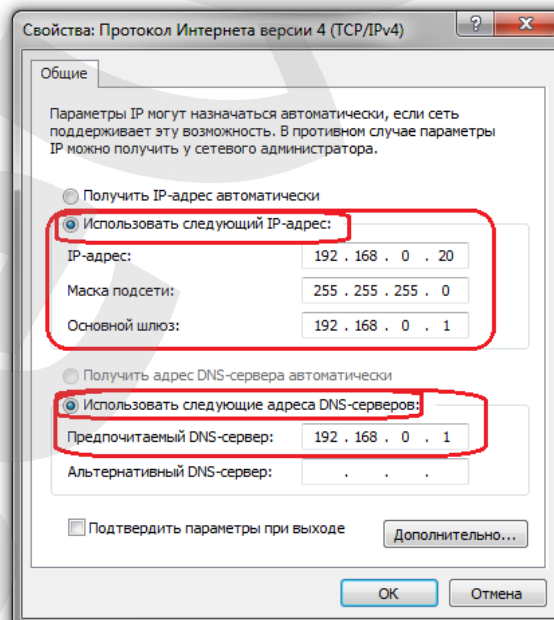 Свойства: Протокол Интернета версии 4 (TCP/IPv4)
Общие
Параметры IP могут назначаться автоматически, если сеть
поддерживает эту возможность. В противном случае параметры
IP можно получить у сетевого администратора.
Получить IP-адрес автоматически
Использовать следующий IP-адрес:
IP-адрес: 192 . 168 . 0 . 20
Маска подсети: 255 . 255 . 255 . 0
Основной шлюз: 192 . 168 . 0 . 1
Получить адрес DNS-сервера автоматически
Использовать следующие адреса DNS-серверов:
Предпочитаемый DNS-сервер: 192 . 168 . 0 . 1
Альтернативный DNS-сервер: . . .
Подтвердить параметры при выходе
Дополнительно...
ОК Отмена